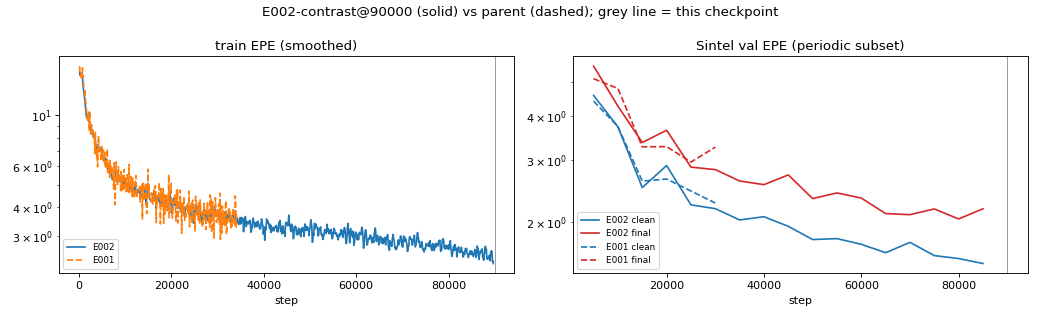 E002-contrast@90000 (solid) vs parent (dashed); grey line = this checkpoint
train EPE (smoothed)
10¹
6 × 10⁰
4 × 10⁰
3 × 10⁰
E002
E001
0
20000
40000
60000
80000
step
Sintel val EPE (periodic subset)
4 × 10⁰
3 × 10⁰
2 × 10⁰
E002 clean
E002 final
E001 clean
E001 final
20000
40000
60000
80000
step